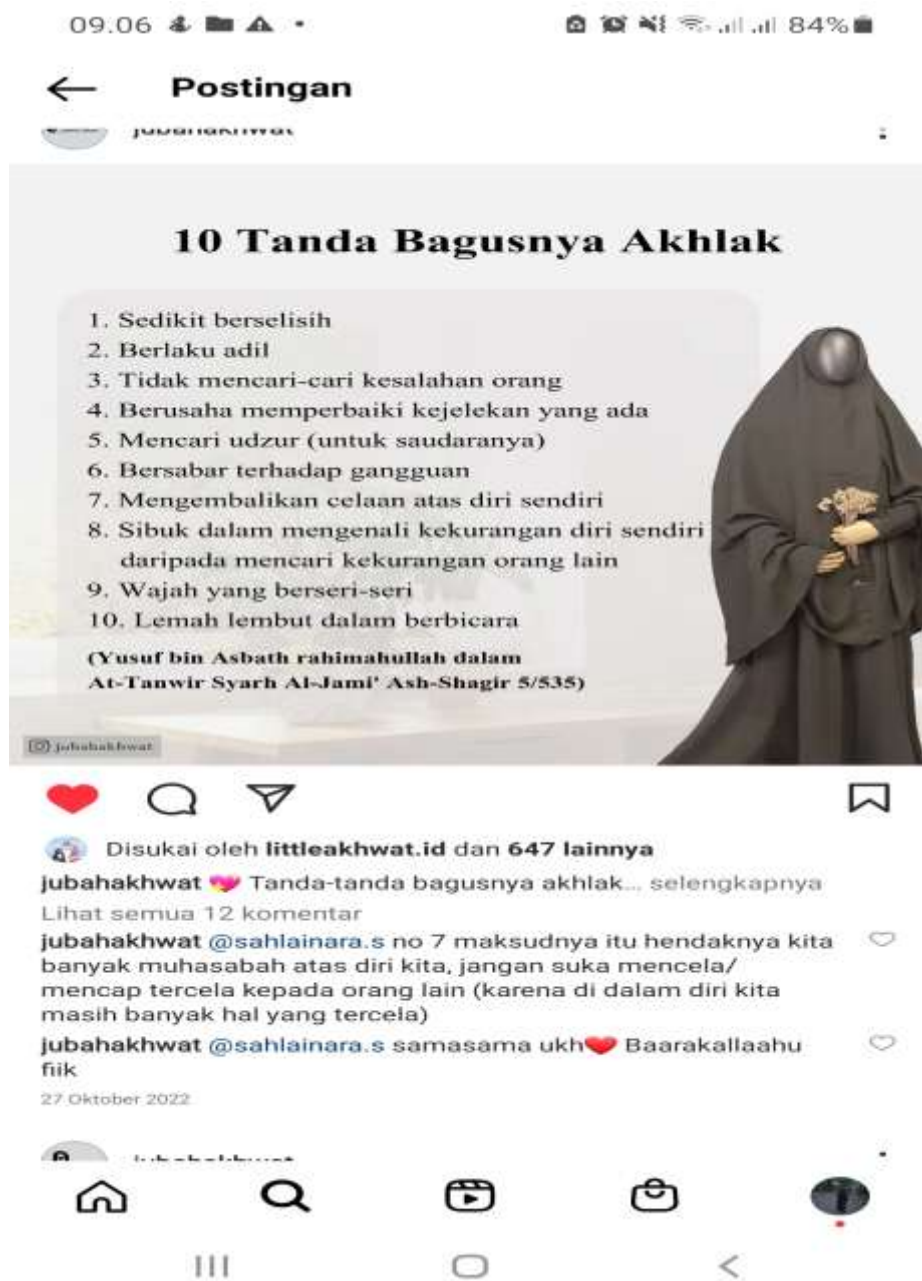 09.06
84%
Postingan
jubahakhwat
10 Tanda Bagusnya Akhlak
1. Sedikit berselisih
2. Berlaku adil
3. Tidak mencari-cari kesalahan orang
4. Berusaha memperbaiki kejelekan yang ada
5. Mencari udzur (untuk saudaranya)
6. Bersabar terhadap gangguan
7. Mengembalikan celaan atas diri sendiri
8. Sibuk dalam mengenali kekurangan diri sendiri
daripada mencari kekurangan orang lain
9. Wajah yang berseri-seri
10. Lemah lembut dalam berbicara
(Yusuf bin Asbath rahimahullah dalam
At-Tanwir Syarh Al-Jami' Ash-Shagir 5/535)
jubahakhwat
Disukai oleh littleakhwat.id dan 647 lainnya
jubahakhwat 💖 Tanda-tanda bagusnya akhlak... selengkapnya
Lihat semua 12 komentar
jubahakhwat @sahlainara.s no 7 maksudnya itu hendaknya kita
banyak muhasabah atas diri kita, jangan suka mencela/
mencap tercela kepada orang lain (karena di dalam diri kita
masih banyak hal yang tercela)
jubahakhwat @sahlainara.s samasama ukh❤️ Baarakallaahu
fiik
27 Oktober 2022
jubahakhwat